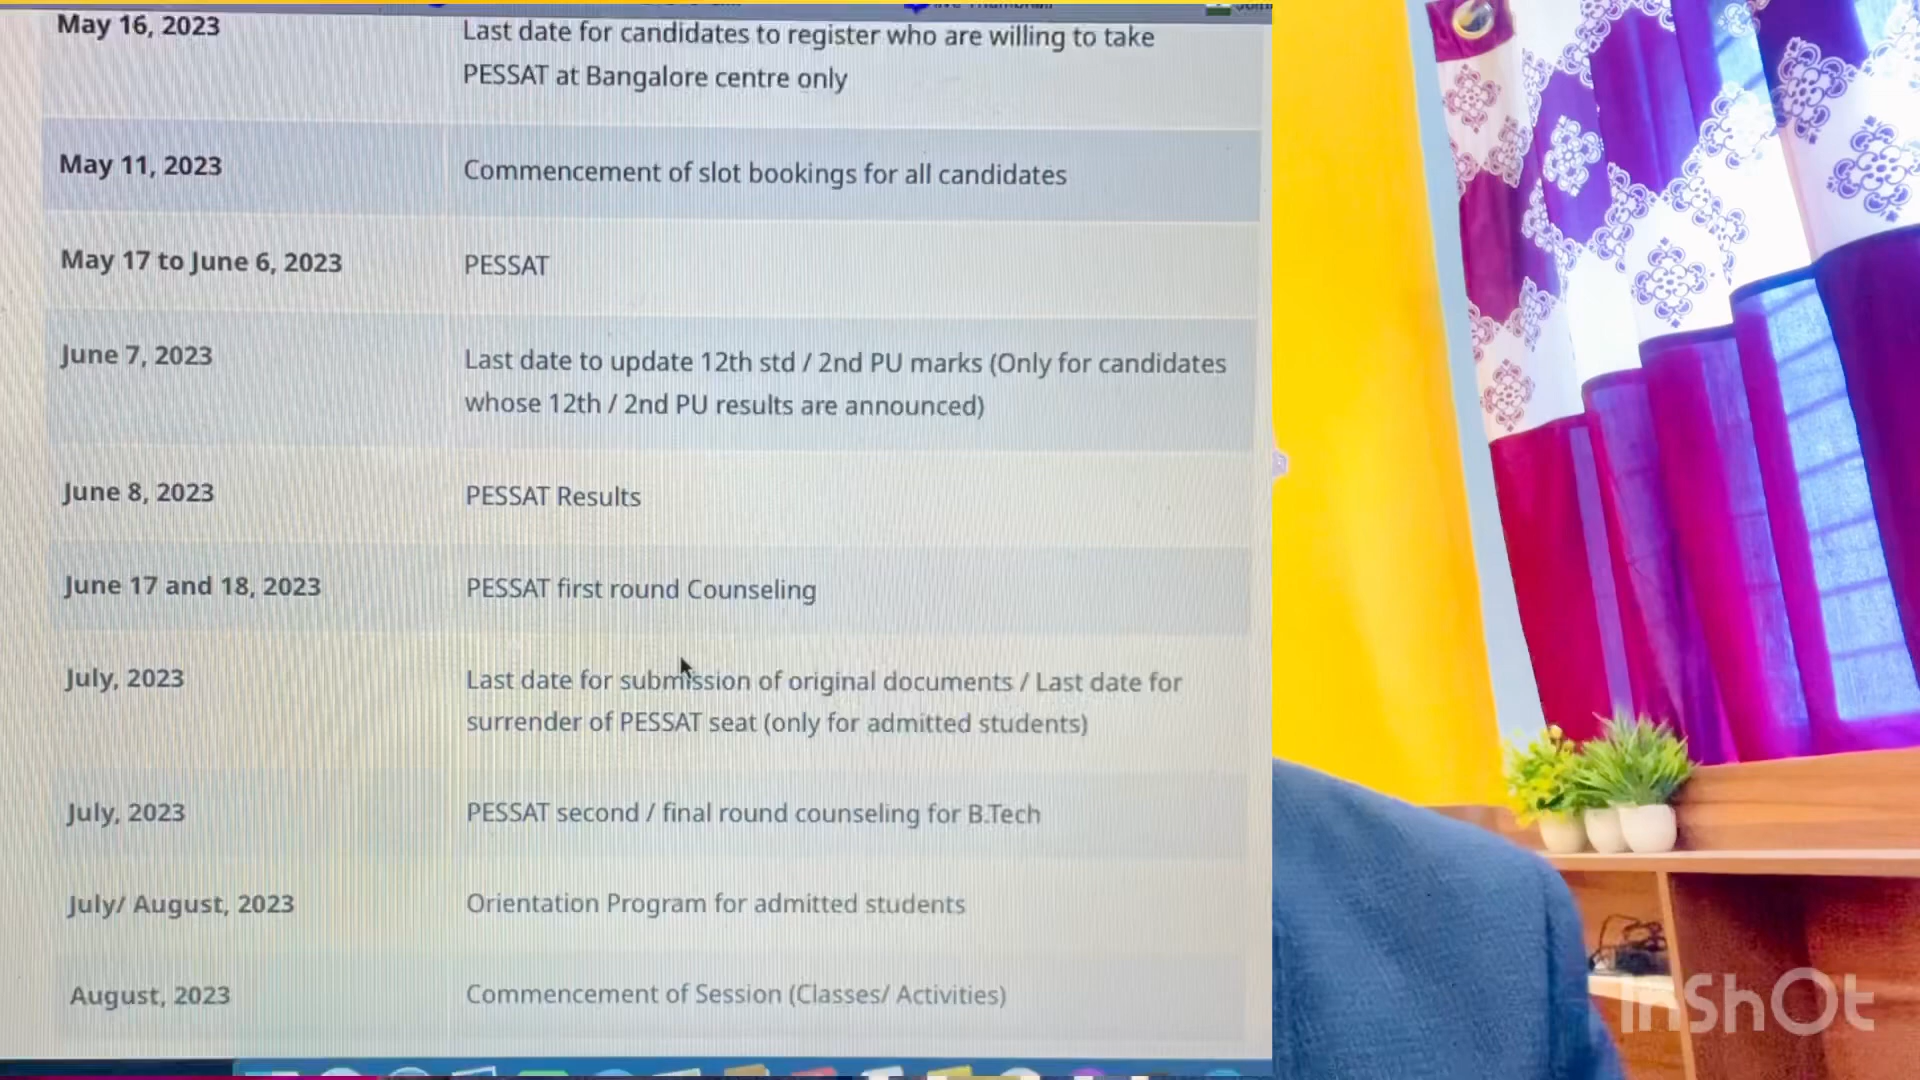 May 16, 2023
Last date for candidates to register who are willing to take
PESSAT at Bangalore centre only
May 11, 2023
Commencement of slot bookings for all candidates
May 17 to June 6, 2023
PESSAT
June 7, 2023
Last date to update 12th std / 2nd PU marks (Only for candidates
whose 12th / 2nd PU results are announced)
June 8, 2023
PESSAT Results
June 17 and 18, 2023
PESSAT first round Counseling
July, 2023
Last date for submission of original documents / Last date for
surrender of PESSAT seat (only for admitted students)
July, 2023
PESSAT second / final round counseling for B.Tech
July/ August, 2023
Orientation Program for admitted students
August, 2023
Commencement of Session (Classes/ Activities)
InShOt